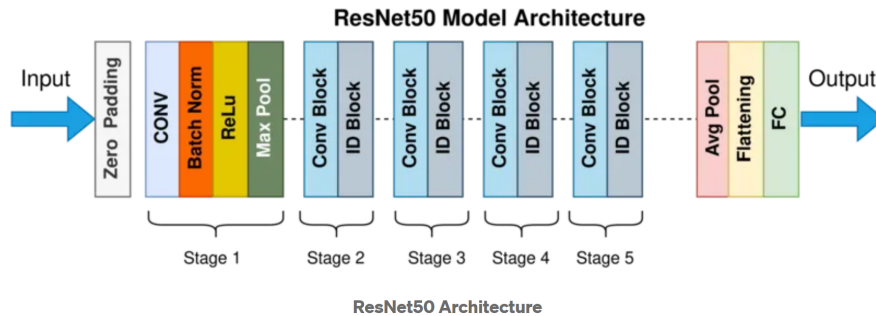 ResNet50 Model Architecture
Input
Zero Padding
CONV
Batch Norm
ReLu
Max Pool
Conv Block
ID Block
Conv Block
ID Block
Conv Block
ID Block
Conv Block
ID Block
Avg Pool
Flattening
FC
Output
Stage 1
Stage 2
Stage 3
Stage 4
Stage 5
ResNet50 Architecture